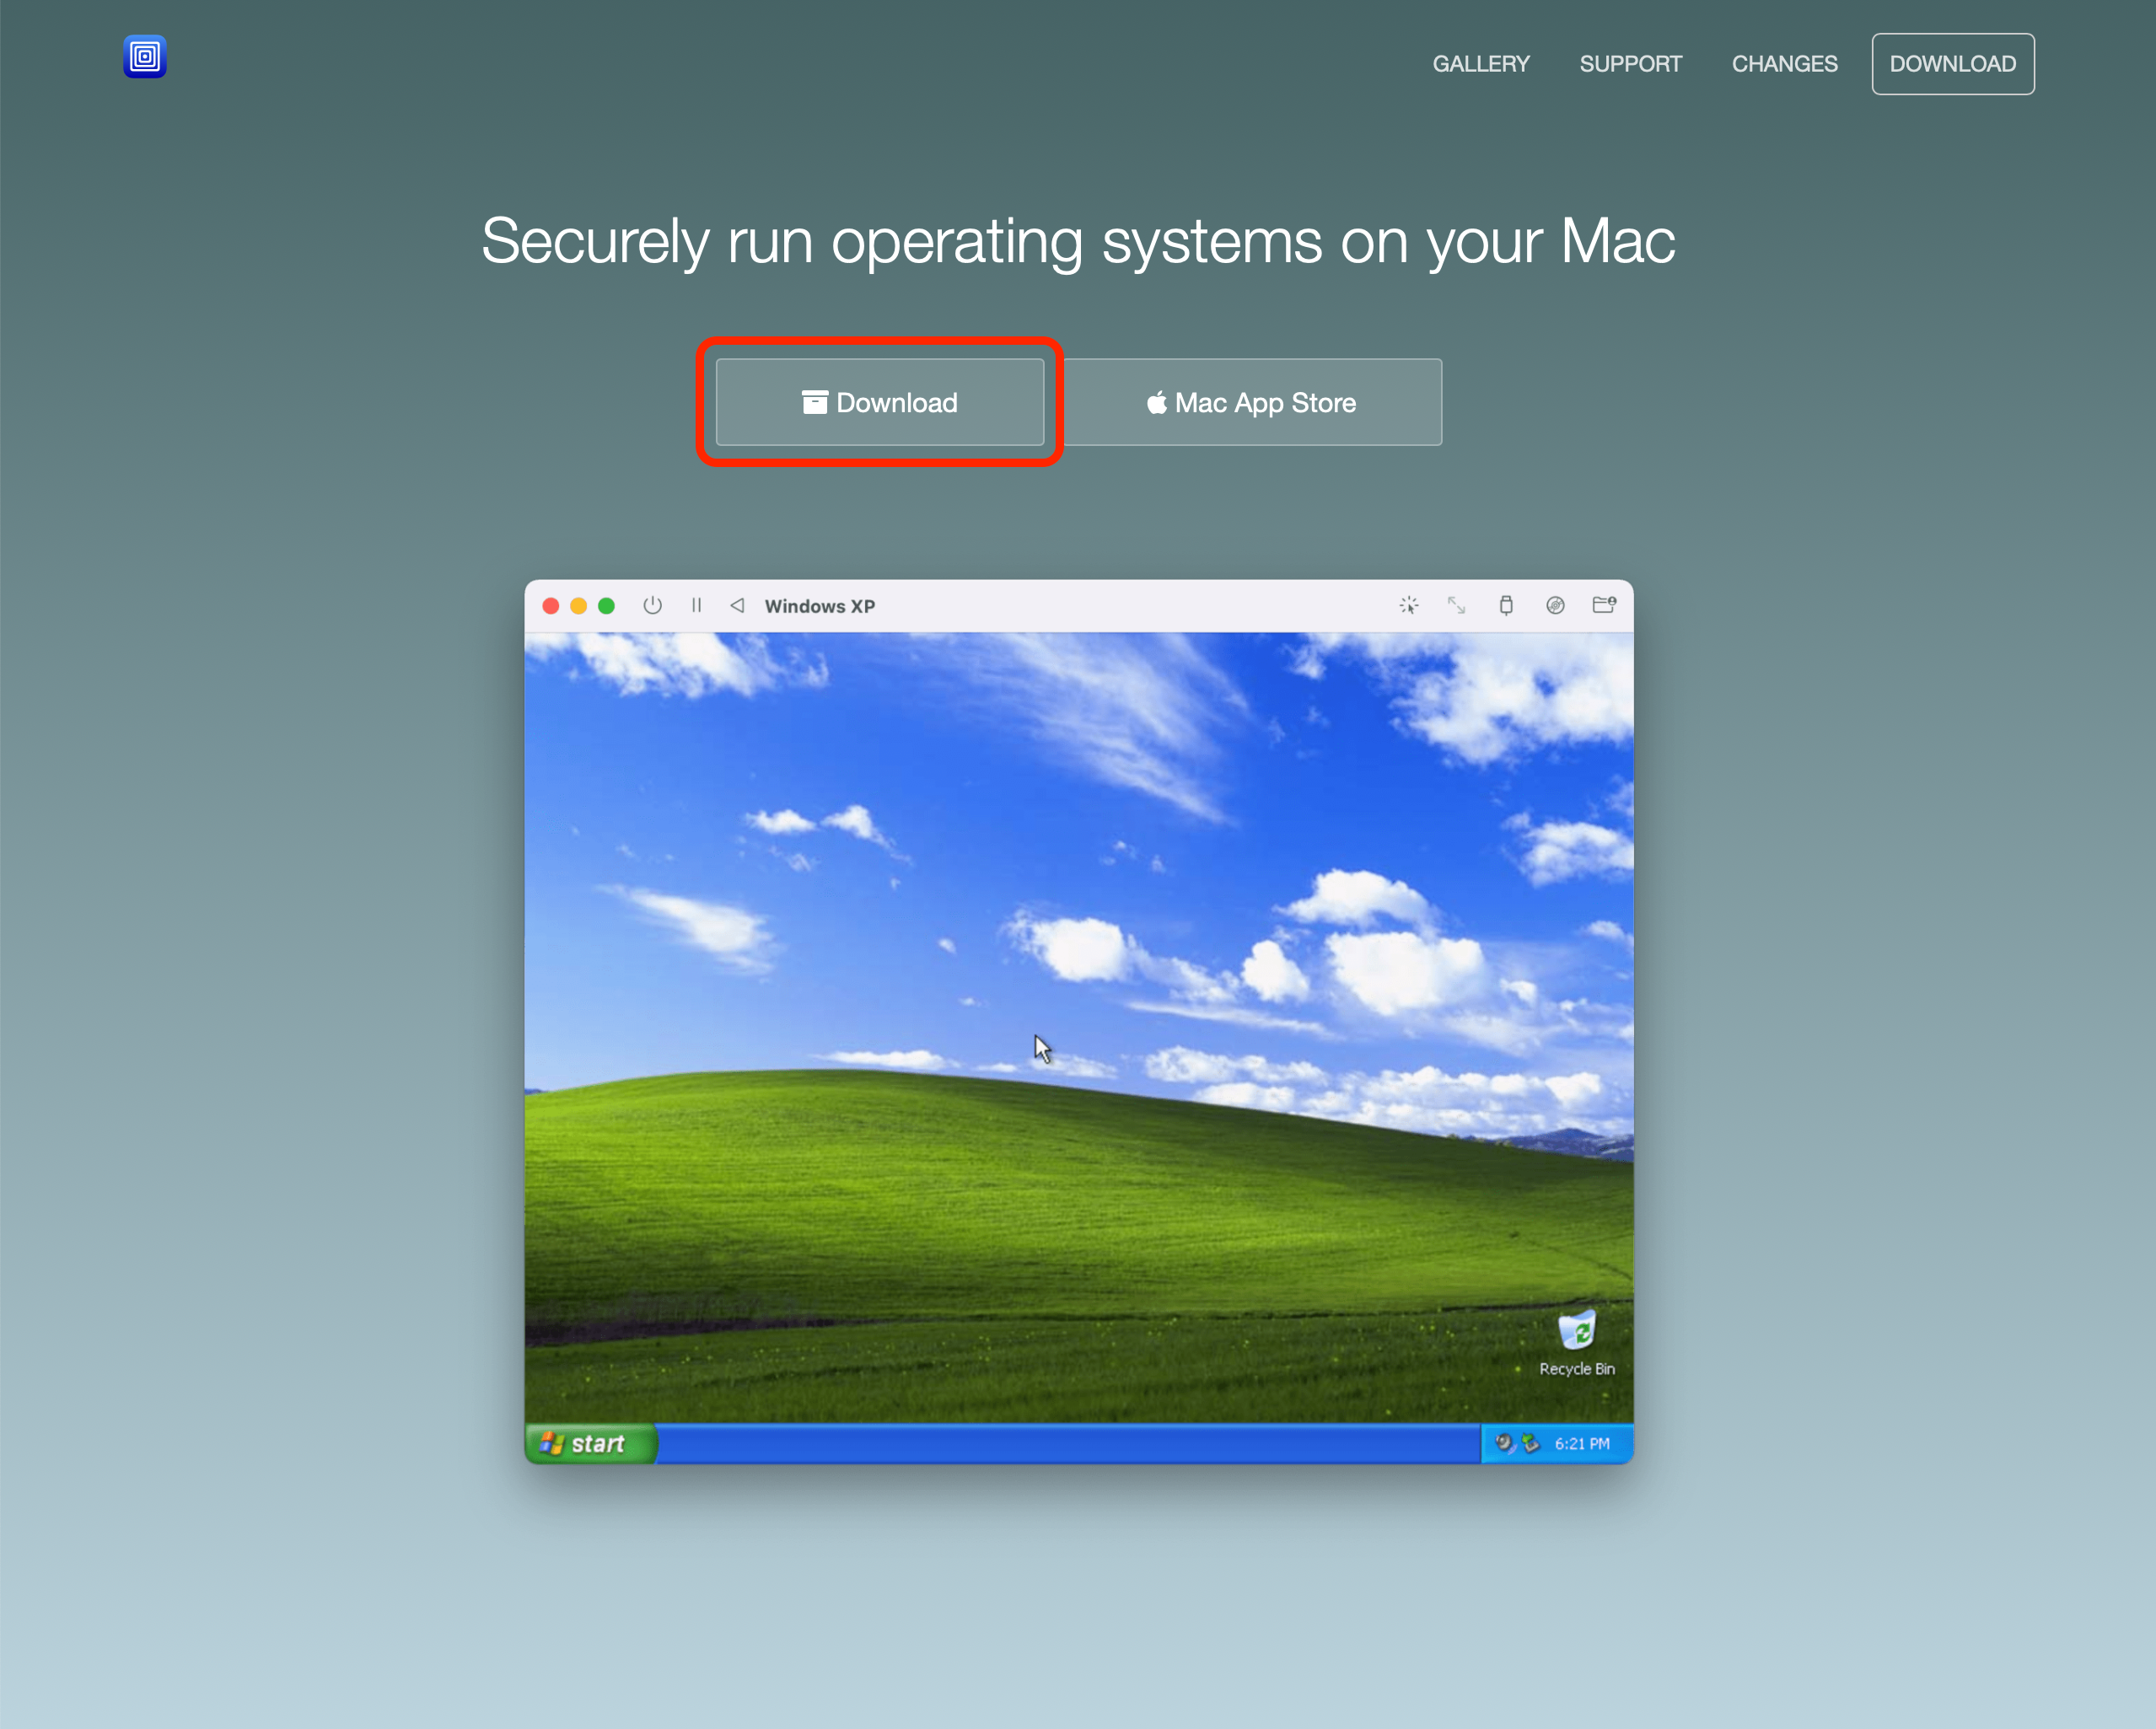 GALLERY SUPPORT CHANGES DOWNLOAD
Securely run operating systems on your Mac
Download Mac App Store
Windows XP
Recycle Bin
start 6:21 PM